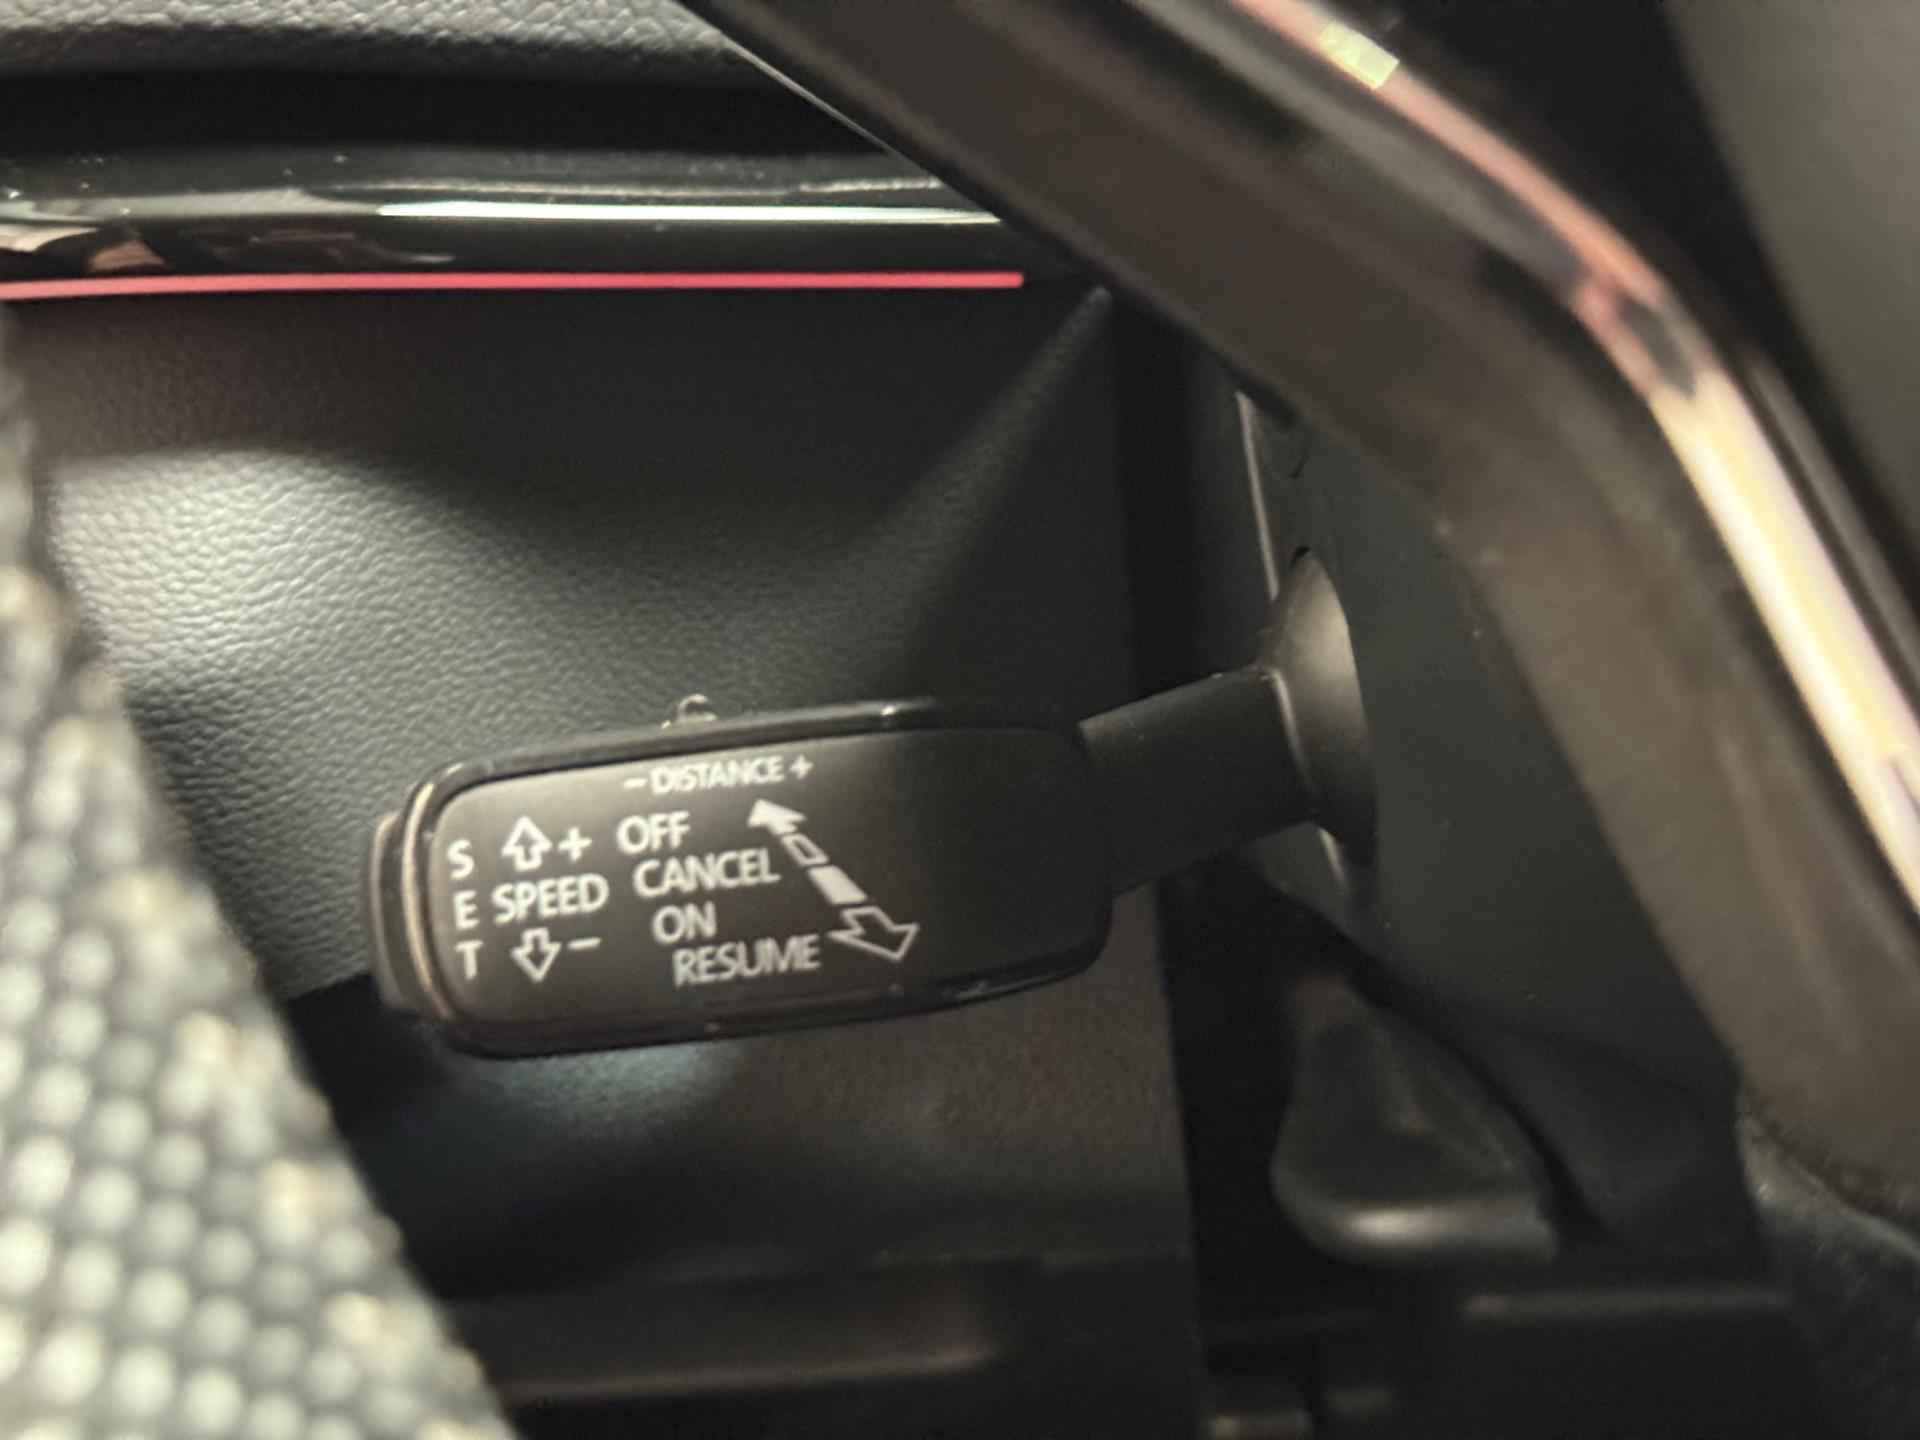 - DISTANCE +
S + OFF
CANCEL
E SPEED
ON
T - RESUME